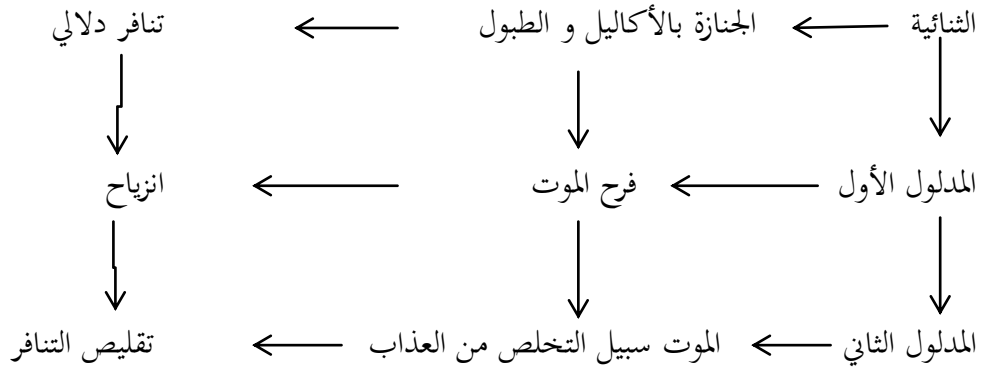 الثنائية الجنازة بالأكاليل و الطبول تنافر دلالي
المدلول الأول فرح الموت انزياح
المدلول الثاني الموت سبيل التخلص من العذاب تقليص التنافر